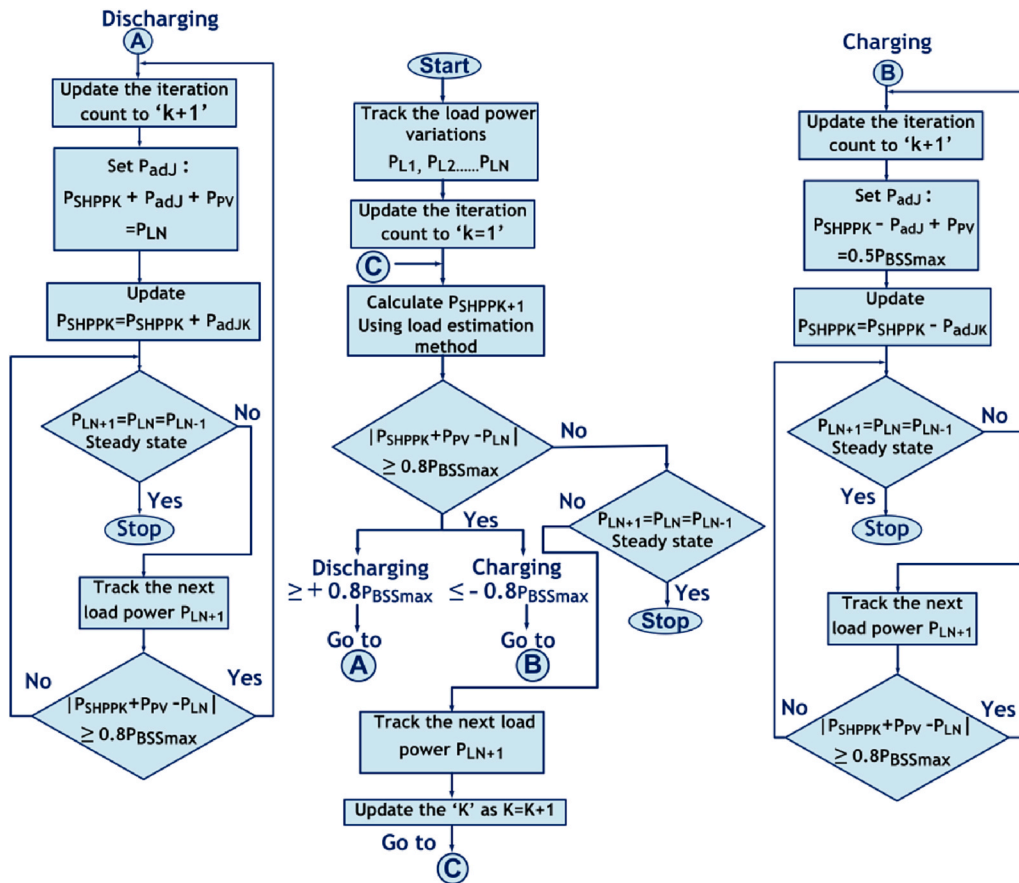 Discharging
A
Update the iteration
count to ‘k+1’
Set PadJ :
PSHPPK + PadJ + PPV
=PLN
Update
PSHPPK=PSHPPK + PadJK
PLN+1=PLN=PLN-1
Steady state
No
Yes
Stop
Track the next
load power PLN+1
No
Yes
|PSHPPK+PPV -PLN|
≥ 0.8PBSSmax
Start
Track the load power
variations
PL1, PL2......PLN
Update the iteration
count to ‘k=1’
C
Calculate PSHPPK+1
Using load estimation
method
|PSHPPK+PPV -PLN|
≥ 0.8PBSSmax
No
Yes
Discharging
≥ + 0.8PBSSmax
Go to
A
Charging
≤ - 0.8PBSSmax
Go to
B
No
PLN+1=PLN=PLN-1
Steady state
Yes
Stop
Track the next load
power PLN+1
Update the ‘K’ as K=K+1
Go to
C
Charging
B
Update the iteration
count to ‘k+1’
Set PadJ :
PSHPPK - PadJ + PPV
=0.5PBSSmax
Update
PSHPPK=PSHPPK - PadJK
PLN+1=PLN=PLN-1
Steady state
No
Yes
Stop
Track the next
load power PLN+1
No
Yes
|PSHPPK+PPV -PLN|
≥ 0.8PBSSmax